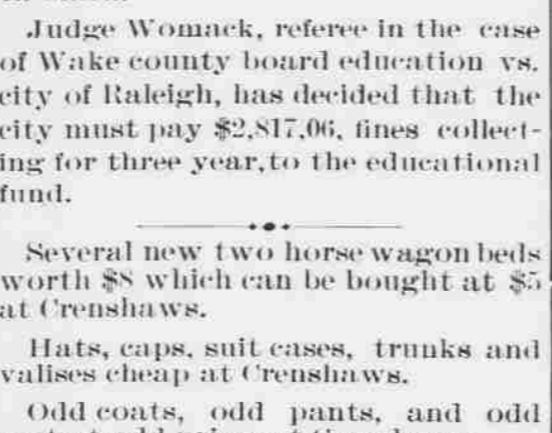 Judge Womack, referee in the case
of Wake county board education vs.
city of Raleigh, has decided that the
city must pay $2,817,06, fines collect-
ing for three year,to the educational
fund.
Several new two horse wagon beds
worth $8 which can be bought at $5
at Crenshaws.
Hats, caps, suit cases, trunks and
valises cheap at Crenshaws.
Odd coats, odd pants, and odd